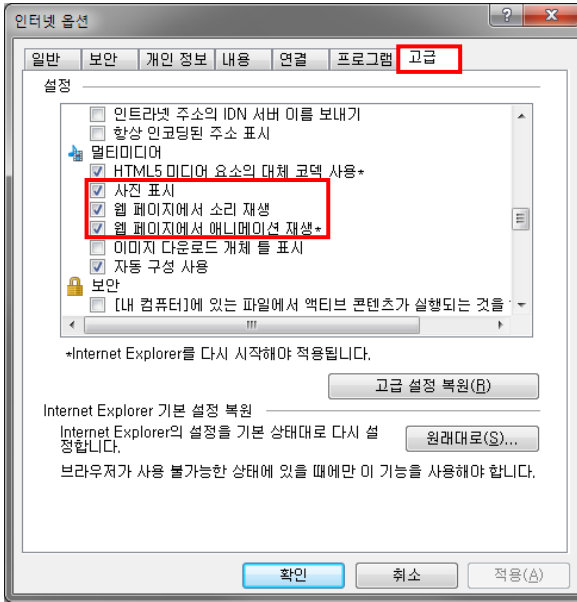 인터넷 옵션
일반 보안 개인 정보 내용 연결 프로그램 고급
설정
인트라넷 주소의 IDN 서버 이름 보내기
항상 인코딩된 주소 표시
멀티미디어
HTML5 미디어 요소의 대체 코덱 사용*
사진 표시
웹 페이지에서 소리 재생
웹 페이지에서 애니메이션 재생*
이미지 다운로드 개체 틀 표시
자동 구성 사용
보안
[내 컴퓨터]에 있는 파일에서 액티브 콘텐츠가 실행되는 것을
*Internet Explorer를 다시 시작해야 적용됩니다.
고급 설정 복원(R)
Internet Explorer 기본 설정 복원
Internet Explorer의 설정을 기본 상태대로 다시 설
정합니다.
원래대로(S)...
브라우저가 사용 불가능한 상태에 있을 때에만 이 기능을 사용해야 합니다.
확인 취소 적용(A)